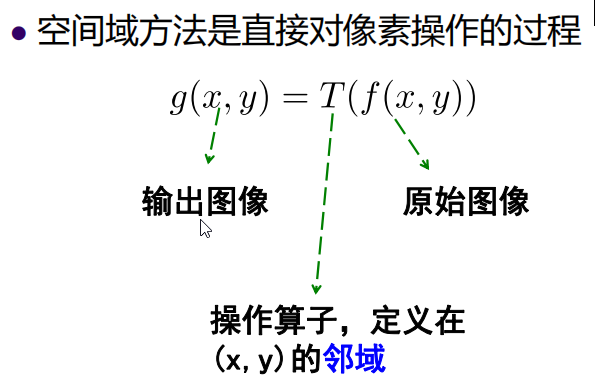 空间域方法是直接对像素操作的过程
g(x, y) = T(f(x, y))
输出图像
原始图像
操作算子，定义在
(x,y)的邻域